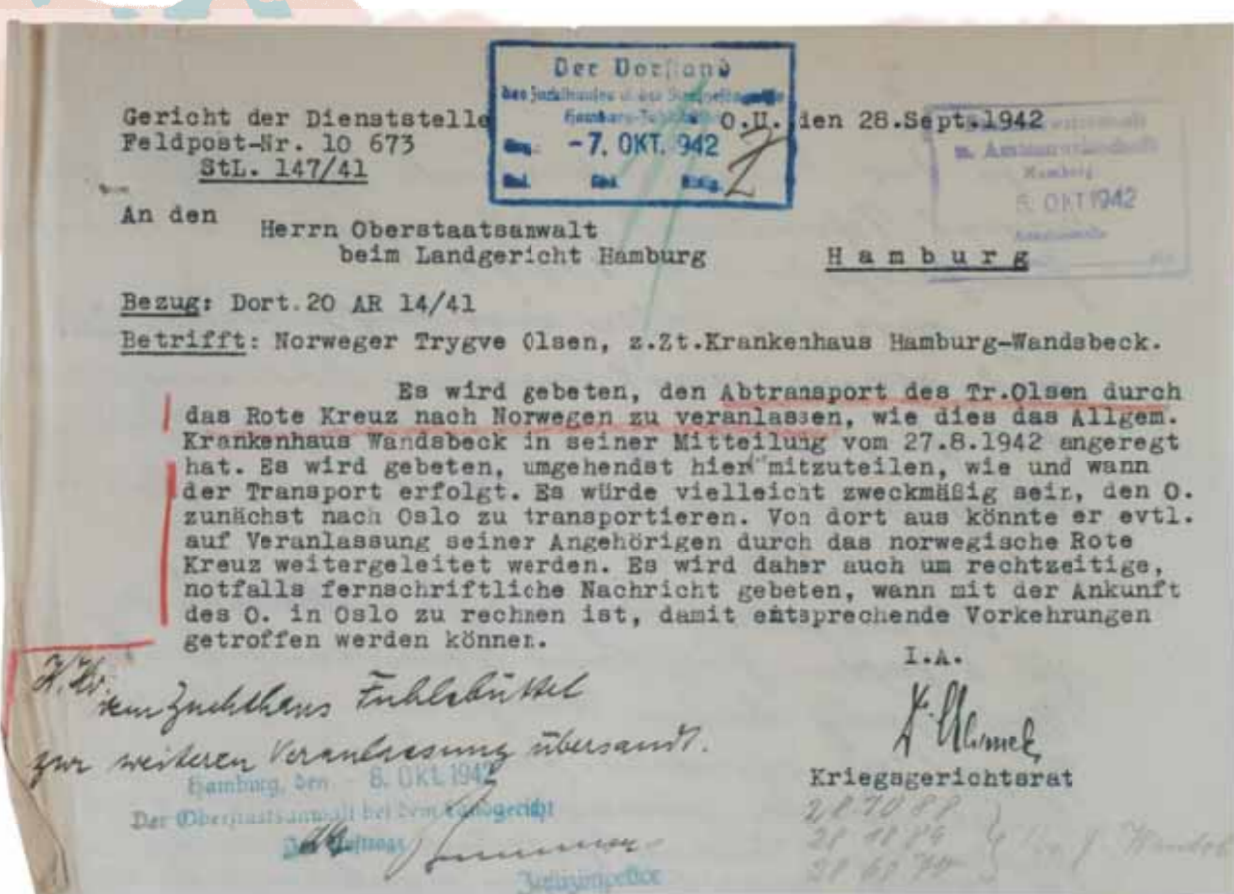 Der Vorstand
Gericht der Dienststelle
O.U. den 28.Sept.1942
Feldpost-Nr. 10 673
-7. OKT. 942
StL. 147/41
Hamburg
6. OKT 1942
An den
Herrn Oberstaatsanwalt
beim Landgericht Hamburg
Hamburg
Bezug: Dort.20 AR 14/41
Betrifft: Norweger Trygve Olsen, z.Zt.Krankenhaus Hamburg-Wandsbeck.
Es wird gebeten, den Abtransport des Tr.Olsen durch
das Rote Kreuz nach Norwegen zu veranlassen, wie dies das Allgem.
Krankenhaus Wandsbeck in seiner Mitteilung vom 27.8.1942 angeregt
hat. Es wird gebeten, umgehendst hier mitzuteilen, wie und wann
der Transport erfolgt. Es würde vielleicht zweckmäßig sein, den O.
zunächst nach Oslo zu transportieren. Von dort aus könnte er evtl.
auf Veranlassung seiner Angehörigen durch das norwegische Rote
Kreuz weitergeleitet werden. Es wird daher auch um rechtzeitige,
notfalls fernschriftliche Nachricht gebeten, wann mit der Ankunft
des O. in Oslo zu rechnen ist, damit entsprechende Vorkehrungen
getroffen werden können.
I.A.
dem Zuchthaus Fuhlsbüttel
zur weiteren Veranlassung übersandt.
Kriegsgerichtsrat
Hamburg, den - 8. OKT. 1942
Der Oberstaatsanwalt bei dem Landgericht
Im Auftrage
Justizinspektor